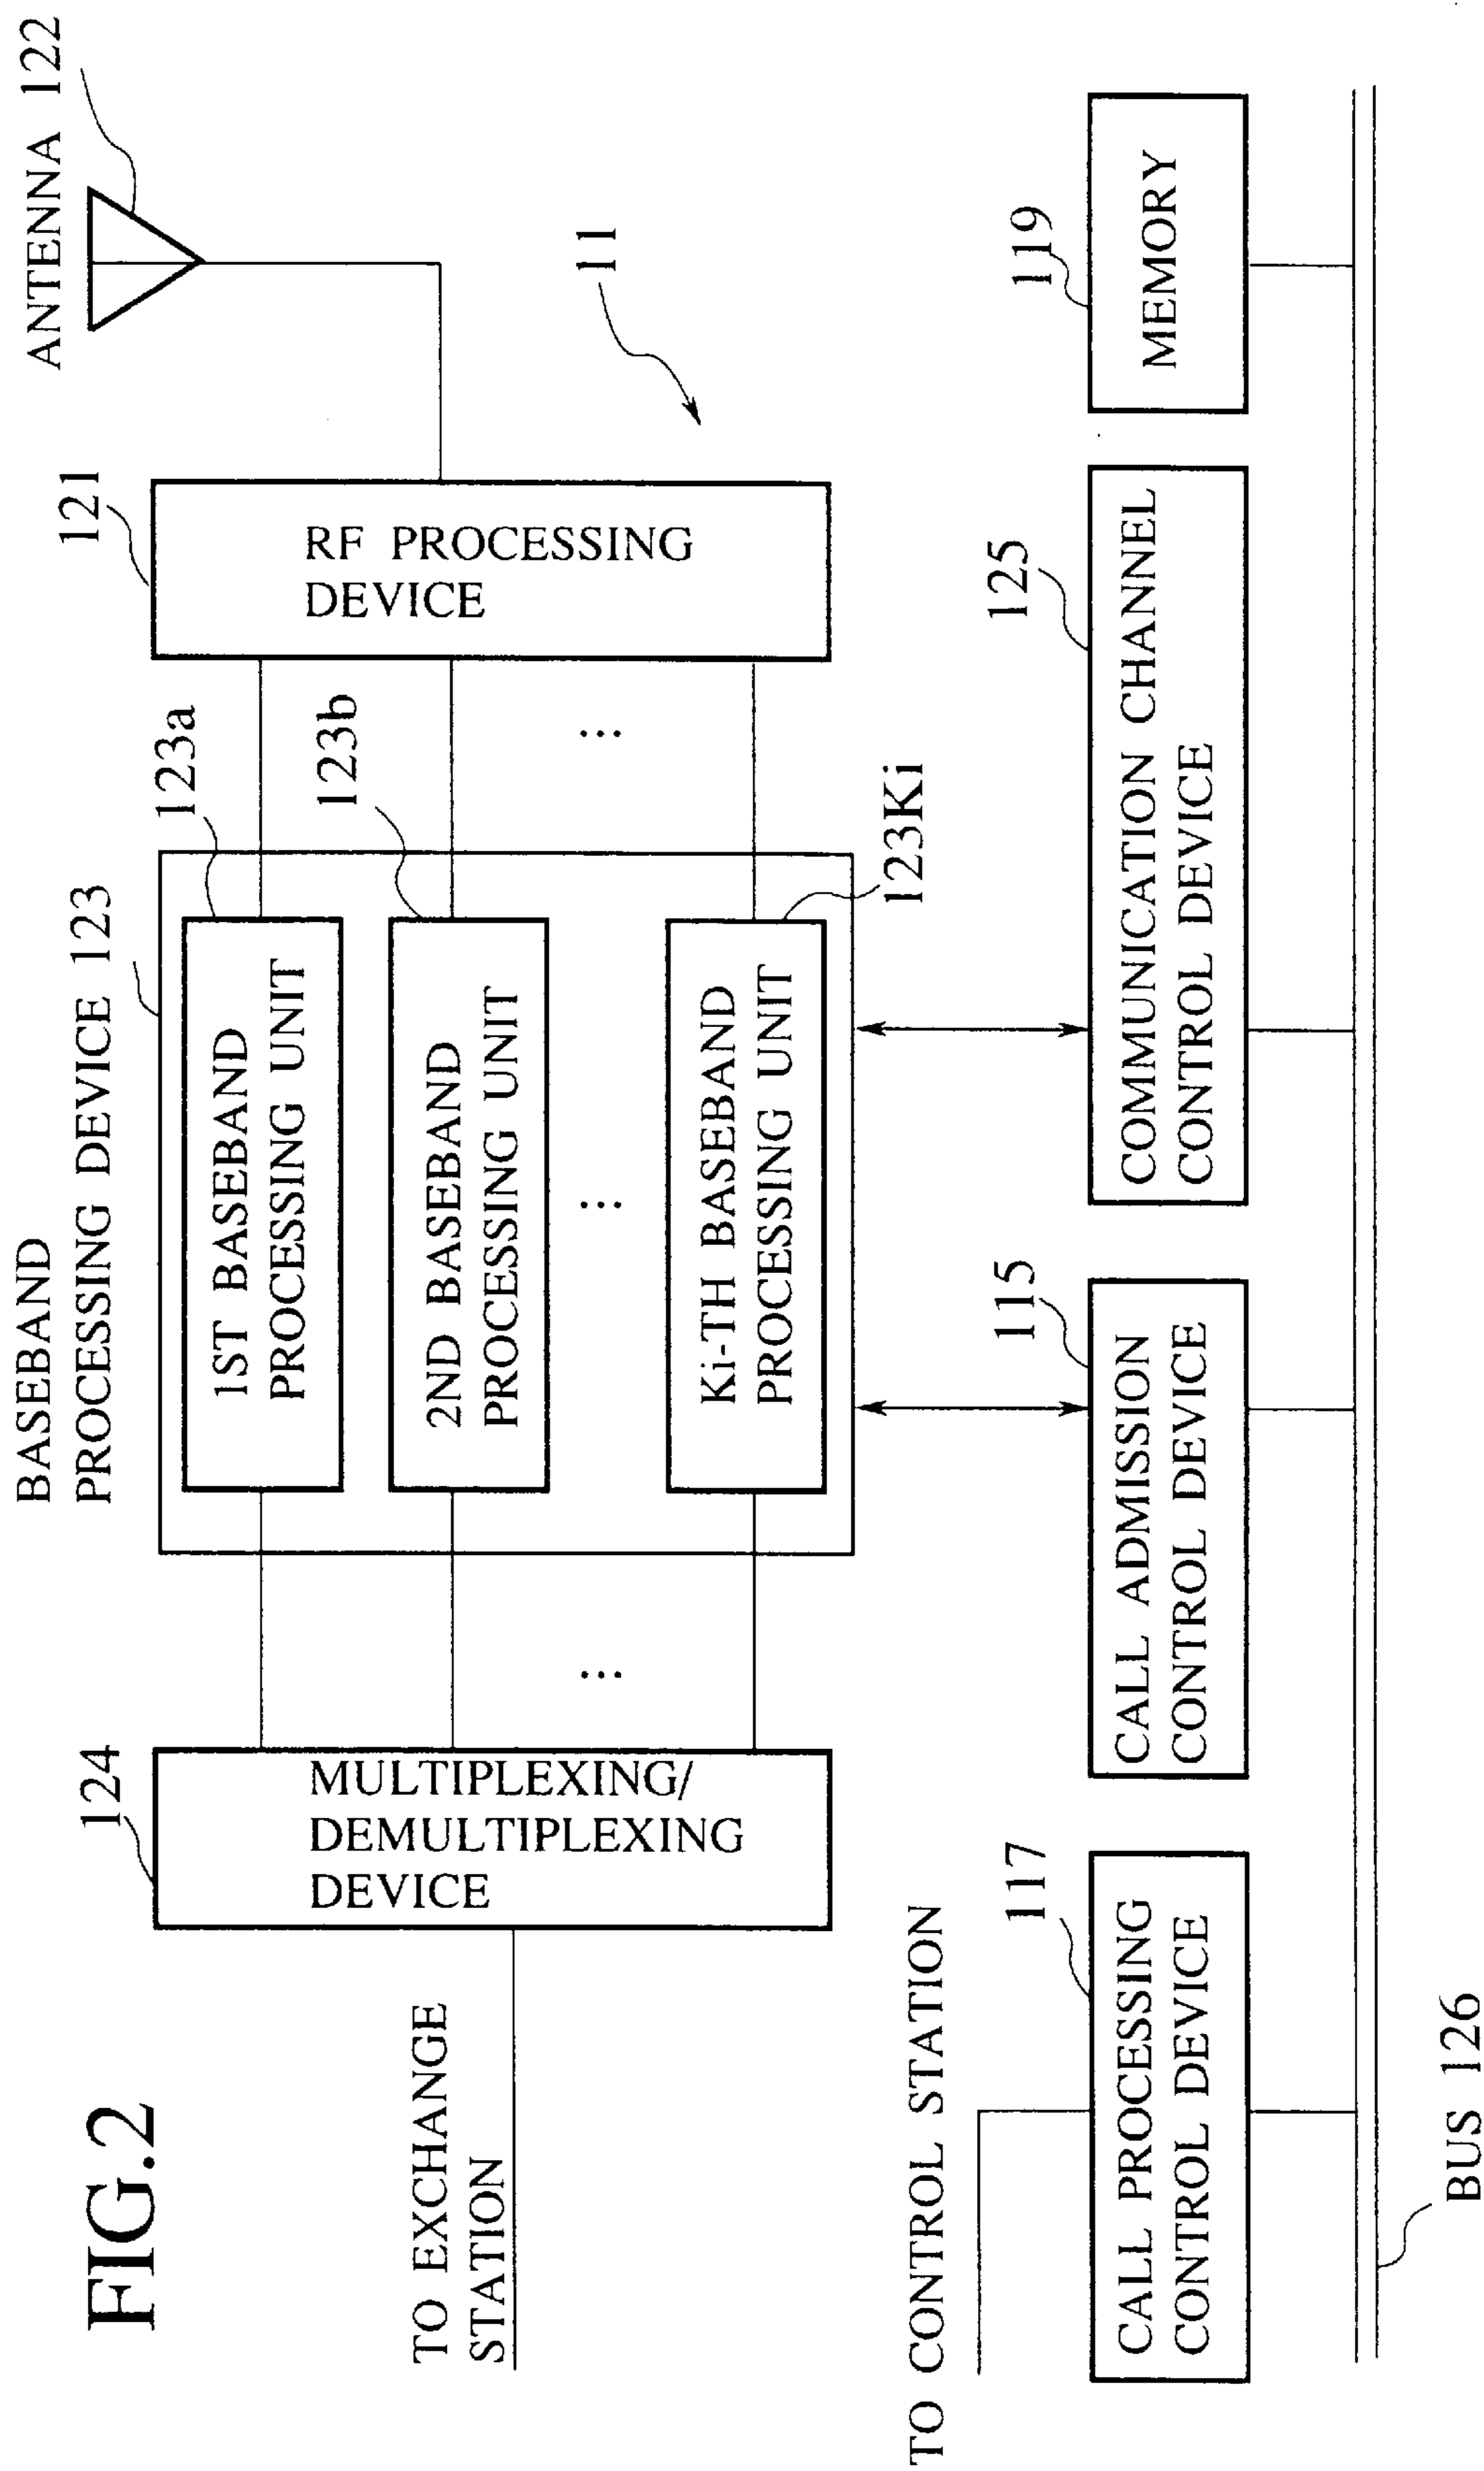 FIG.2
BASEBAND
PROCESSING DEVICE 123
ANTENNA 122
124
123a
121
MULTIPLEXING/
DEMULTIPLEXING
DEVICE
1ST BASEBAND
PROCESSING UNIT
RF PROCESSING
DEVICE
123b
TO EXCHANGE
STATION
2ND BASEBAND
PROCESSING UNIT
...
...
...
11
Ki-TH BASEBAND
PROCESSING UNIT
123Ki
TO CONTROL STATION
117
115
125
119
CALL PROCESSING
CONTROL DEVICE
CALL ADMISSION
CONTROL DEVICE
COMMUNICATION CHANNEL
CONTROL DEVICE
MEMORY
BUS 126